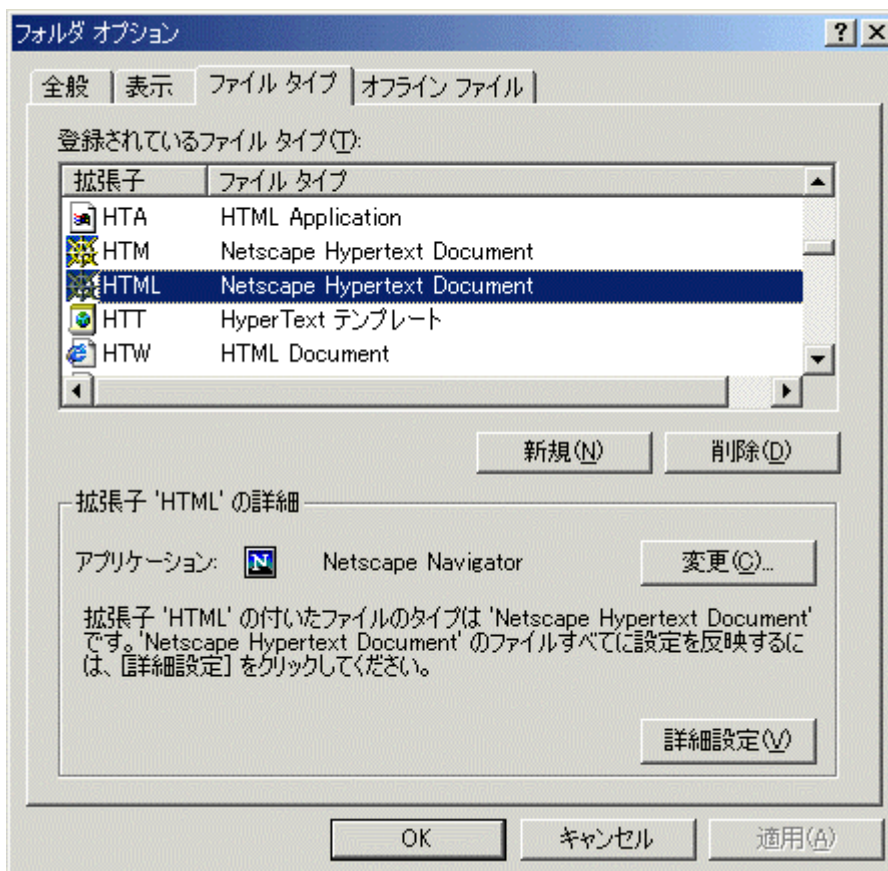 フォルダ オプション
全般 表示 ファイル タイプ オフライン ファイル
登録されているファイル タイプ(T):
拡張子 ファイル タイプ
HTA HTML Application
HTM Netscape Hypertext Document
HTML Netscape Hypertext Document
HTT HyperText テンプレート
HTW HTML Document
新規(N) 削除(D)
拡張子 'HTML' の詳細
アプリケーション: N Netscape Navigator 変更(C)...
拡張子 'HTML' の付いたファイルのタイプは 'Netscape Hypertext Document'
です。'Netscape Hypertext Document' のファイルすべてに設定を反映するに
は、[詳細設定] をクリックしてください。
詳細設定(V)
OK キャンセル 適用(A)